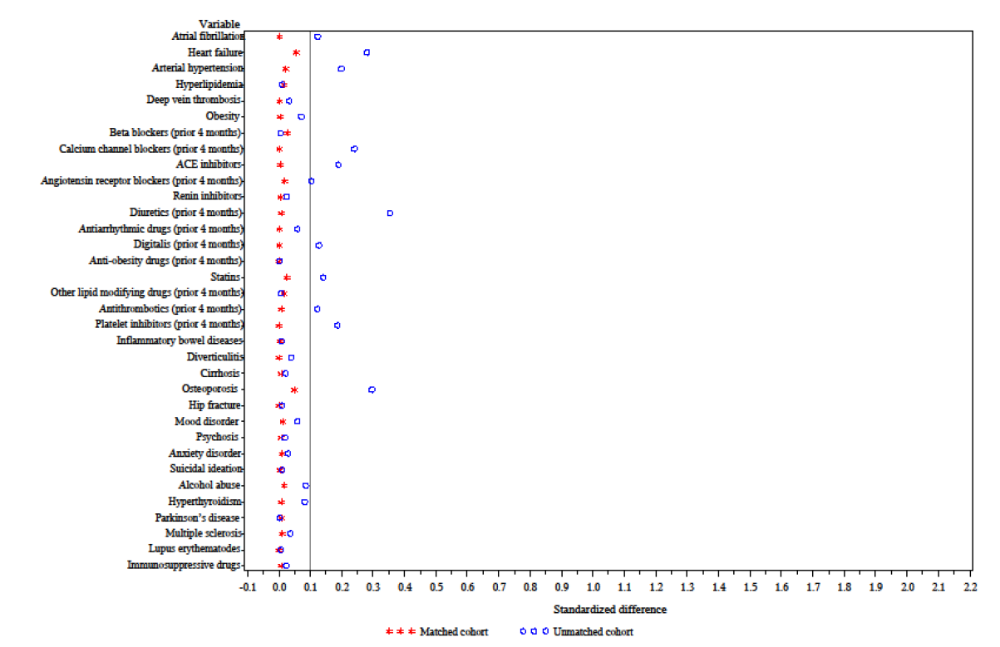 Variable
Atrial fibrillation
Heart failure
Arterial hypertension
Hyperlipidemia
Deep vein thrombosis
Obesity
Beta blockers (prior 4 months)
Calcium channel blockers (prior 4 months)
ACE inhibitors
Angiotensin receptor blockers (prior 4 months)
Renin inhibitors
Diuretics (prior 4 months)
Antiarrhythmic drugs (prior 4 months)
Digitalis (prior 4 months)
Anti-obesity drugs (prior 4 months)
Statins
Other lipid modifying drugs (prior 4 months)
Antithrombotics (prior 4 months)
Platelet inhibitors (prior 4 months)
Inflammatory bowel diseases
Diverticulitis
Cirrhosis
Osteoporosis
Hip fracture
Mood disorder
Psychosis
Anxiety disorder
Suicidal ideation
Alcohol abuse
Hyperthyroidism
Parkinson's disease
Multiple sclerosis
Lupus erythematodes
Immunosuppressive drugs
-0.1 0.0 0.1 0.2 0.3 0.4 0.5 0.6 0.7 0.8 0.9 1.0 1.1 1.2 1.3 1.4 1.5 1.6 1.7 1.8 1.9 2.0 2.1 2.2
Standardized difference
Matched cohort Unmatched cohort